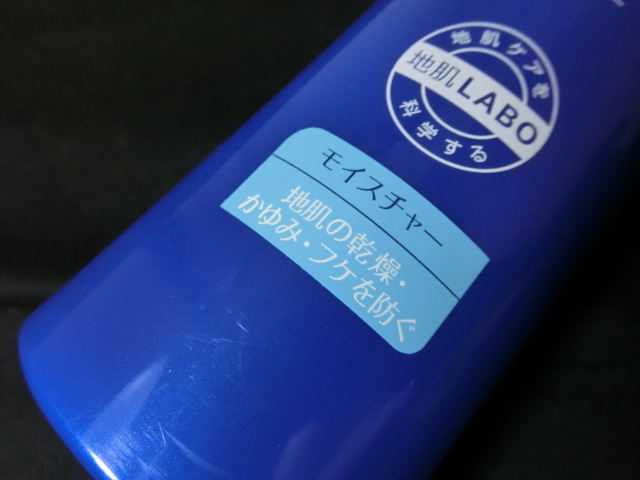 地肌ケアを
地肌LABO
科学する
モイスチャー
地肌の乾燥・
かゆみ・フケを防ぐ